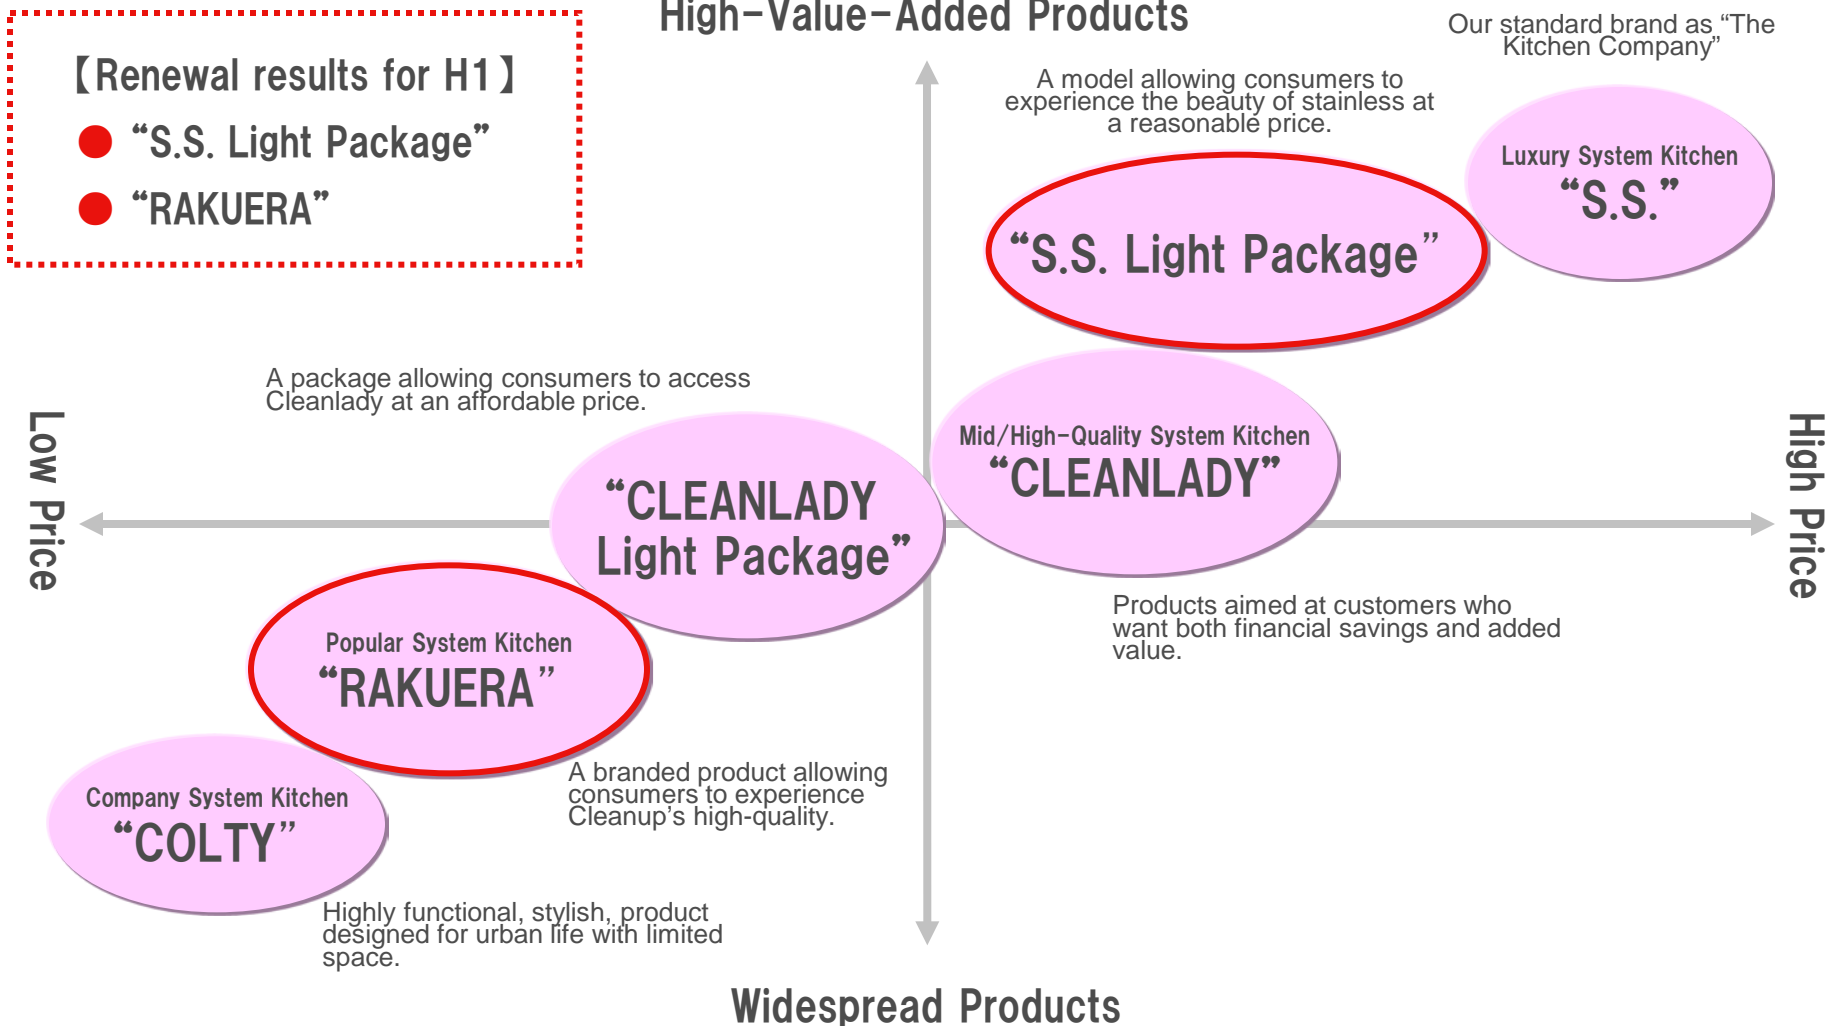 High-Value-Added Products
【Renewal results for H1】
● “S.S. Light Package”
● “RAKUERA”
Our standard brand as “The
Kitchen Company”
A model allowing consumers to
experience the beauty of stainless at
a reasonable price.
Luxury System Kitchen
“S.S.”
“S.S. Light Package”
A package allowing consumers to access
Cleanlady at an affordable price.
Low Price
High Price
Mid/High-Quality System Kitchen
“CLEANLADY”
“CLEANLADY
Light Package”
Products aimed at customers who
want both financial savings and added
value.
Popular System Kitchen
“RAKUERA”
A branded product allowing
consumers to experience
Cleanup’s high-quality.
Company System Kitchen
“COLTY”
Highly functional, stylish, product
designed for urban life with limited
space.
Widespread Products